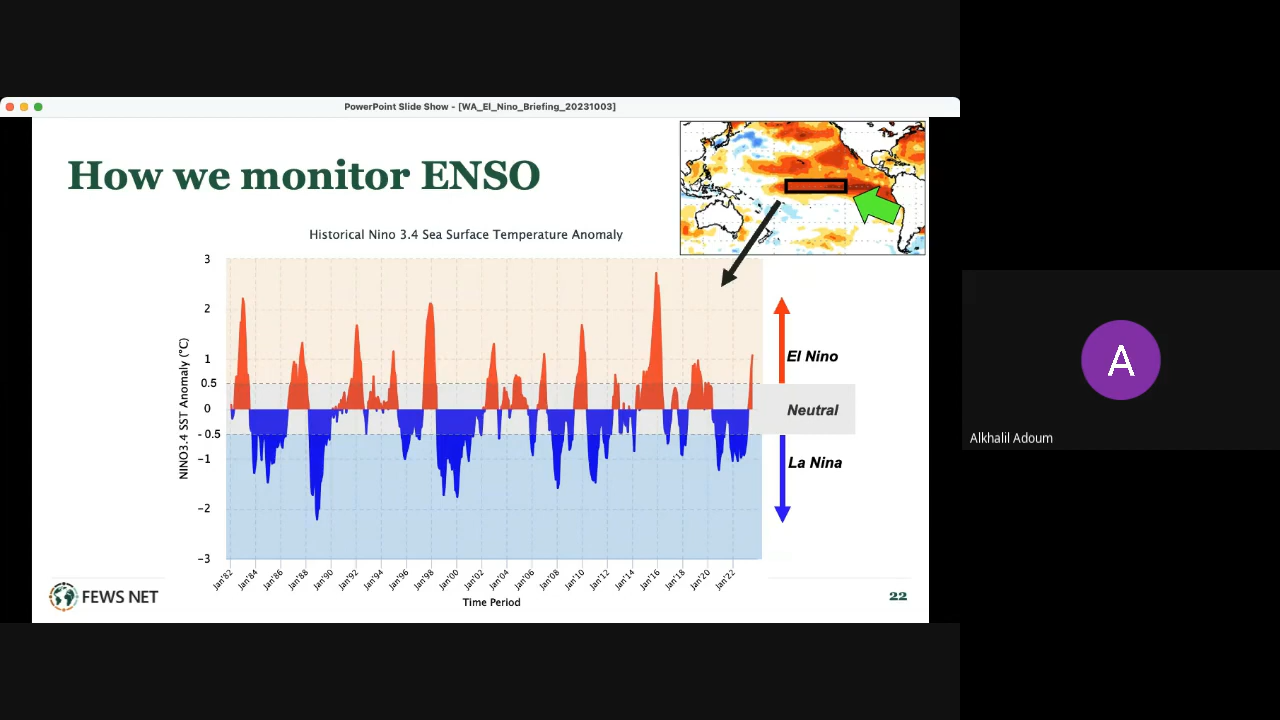 PowerPoint Slide Show - [WA_El_Nino_Briefing_20231003]
How we monitor ENSO
Historical Nino 3.4 Sea Surface Temperature Anomaly
NINO3.4 SST Anomaly (°C)
3
2
1
0.5
0
-0.5
-1
-2
-3
El Nino
Neutral
La Nina
Jan'82
Jan'84
Jan'86
Jan'88
Jan'90
Jan'92
Jan'94
Jan'96
Jan'98
Jan'00
Jan'02
Jan'04
Jan'06
Jan'08
Jan'10
Jan'12
Jan'14
Jan'16
Jan'18
Jan'20
Jan'22
Time Period
FEWS NET
22
A
Alkhalil Adoum